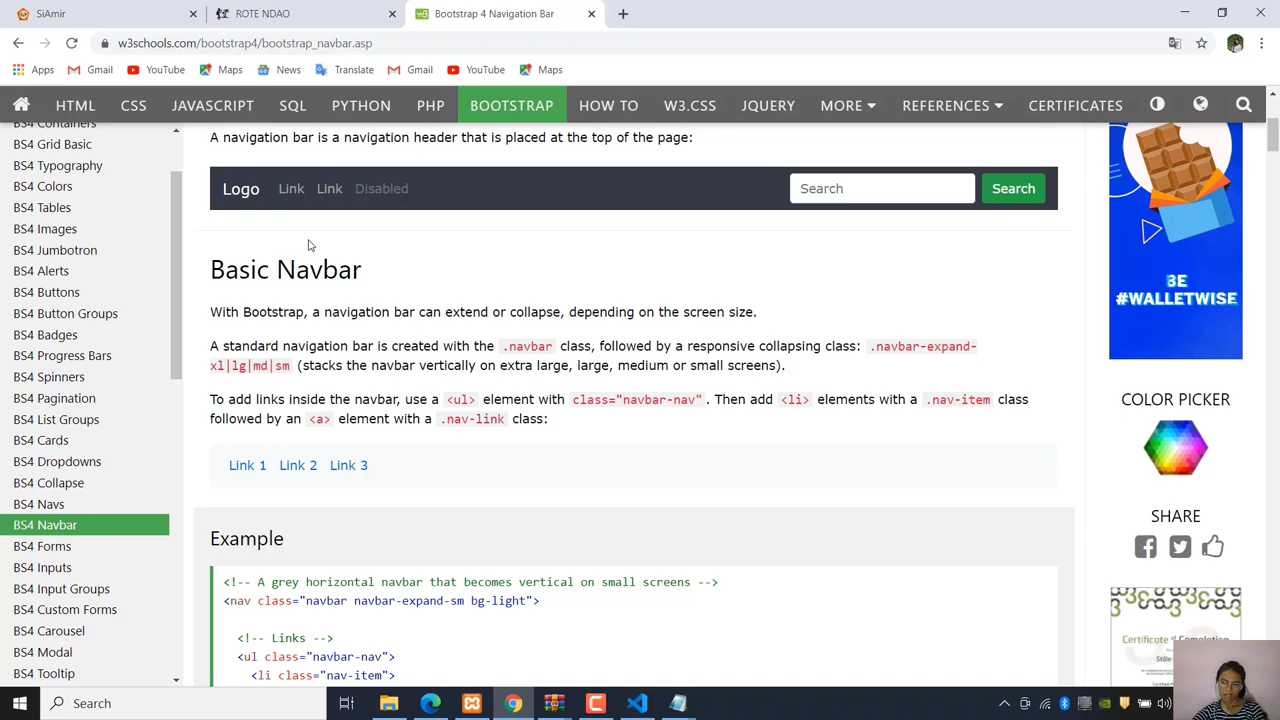 SiAmir
ROTE NDAO
Bootstrap 4 Navigation Bar
w3schools.com/bootstrap4/bootstrap_navbar.asp
Apps Gmail YouTube Maps News Translate Gmail YouTube Maps
HTML CSS JAVASCRIPT SQL PYTHON PHP BOOTSTRAP HOW TO W3.CSS JQUERY MORE REFERENCES CERTIFICATES
BS4 Containers
BS4 Grid Basic
BS4 Typography
BS4 Colors
BS4 Tables
BS4 Images
BS4 Jumbotron
BS4 Alerts
BS4 Buttons
BS4 Button Groups
BS4 Badges
BS4 Progress Bars
BS4 Spinners
BS4 Pagination
BS4 List Groups
BS4 Cards
BS4 Dropdowns
BS4 Collapse
BS4 Navs
BS4 Navbar
BS4 Forms
BS4 Inputs
BS4 Input Groups
BS4 Custom Forms
BS4 Carousel
BS4 Modal
BS4 Tooltip
A navigation bar is a navigation header that is placed at the top of the page:
Logo Link Link Disabled Search Search
Basic Navbar
With Bootstrap, a navigation bar can extend or collapse, depending on the screen size.
A standard navigation bar is created with the .navbar class, followed by a responsive collapsing class: .navbar-expand-
xl|lg|md|sm (stacks the navbar vertically on extra large, large, medium or small screens).
To add links inside the navbar, use a <ul> element with class="navbar-nav". Then add <li> elements with a .nav-item class
followed by an <a> element with a .nav-link class:
Link 1 Link 2 Link 3
Example
<!-- A grey horizontal navbar that becomes vertical on small screens -->
<nav class="navbar navbar-expand-sm bg-light">
<!-- Links -->
<ul class="navbar-nav">
<li class="nav-item">
BE
#WALLETWISE
COLOR PICKER
SHARE
Certificate of Completion
Search